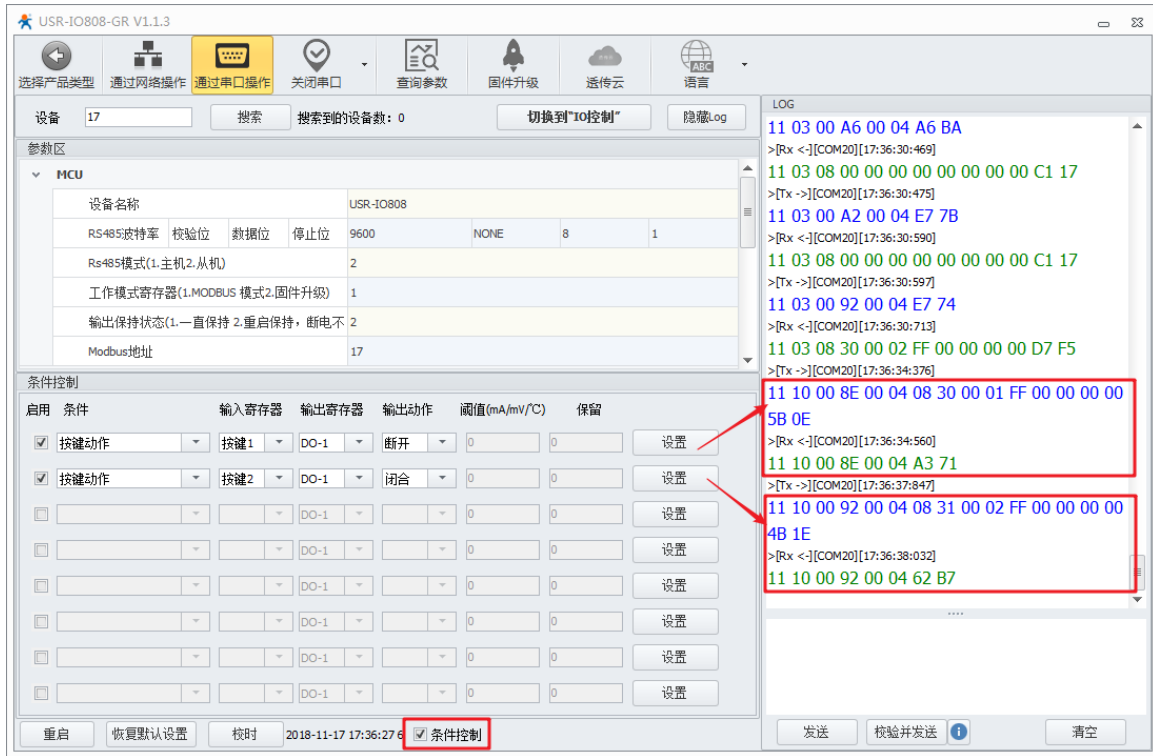 USR-IO808-GR V1.1.3
选择产品类型 通过网络操作 通过串口操作 关闭串口 查询参数 固件升级 透传云 语言
ABC
设备 17 搜索 搜索到的设备数: 0 切换到"IO控制" 隐藏Log
参数区
MCU
设备名称 USR-IO808
RS485波特率 校验位 数据位 停止位 9600 NONE 8 1
Rs485模式(1.主机2.从机) 2
工作模式寄存器(1.MODBUS 模式2.固件升级) 1
输出保持状态(1.一直保持 2.重启保持，断电不 2
Modbus地址 17
条件控制
启用 条件 输入寄存器 输出寄存器 输出动作 阈值(mA/mV/℃) 保留
按键动作 按键1 DO-1 断开 0 0 设置
按键动作 按键2 DO-1 闭合 0 0 设置
DO-1 0 0 设置
DO-1 0 0 设置
DO-1 0 0 设置
DO-1 0 0 设置
DO-1 0 0 设置
DO-1 0 0 设置
重启 恢复默认设置 校时 2018-11-17 17:36:27 6 条件控制
LOG
11 03 00 A6 00 04 A6 BA
>[Rx <-][COM20][17:36:30:469]
11 03 08 00 00 00 00 00 00 00 00 C1 17
>[Tx ->][COM20][17:36:30:475]
11 03 00 A2 00 04 E7 7B
>[Rx <-][COM20][17:36:30:590]
11 03 08 00 00 00 00 00 00 00 00 C1 17
>[Tx ->][COM20][17:36:30:597]
11 03 00 92 00 04 E7 74
>[Rx <-][COM20][17:36:30:713]
11 03 08 30 00 02 FF 00 00 00 00 D7 F5
>[Tx ->][COM20][17:36:34:376]
11 10 00 8E 00 04 08 30 00 01 FF 00 00 00 00
5B 0E
>[Rx <-][COM20][17:36:34:560]
11 10 00 8E 00 04 A3 71
>[Tx ->][COM20][17:36:37:847]
11 10 00 92 00 04 08 31 00 02 FF 00 00 00 00
4B 1E
>[Rx <-][COM20][17:36:38:032]
11 10 00 92 00 04 62 B7
发送 校验并发送 清空